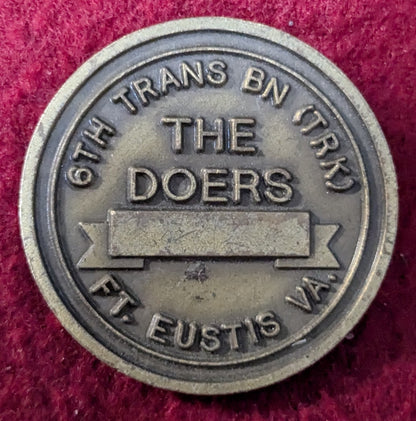 6TH TRANS BN (TRK)
THE
DOERS
FT. EUSTIS VA.